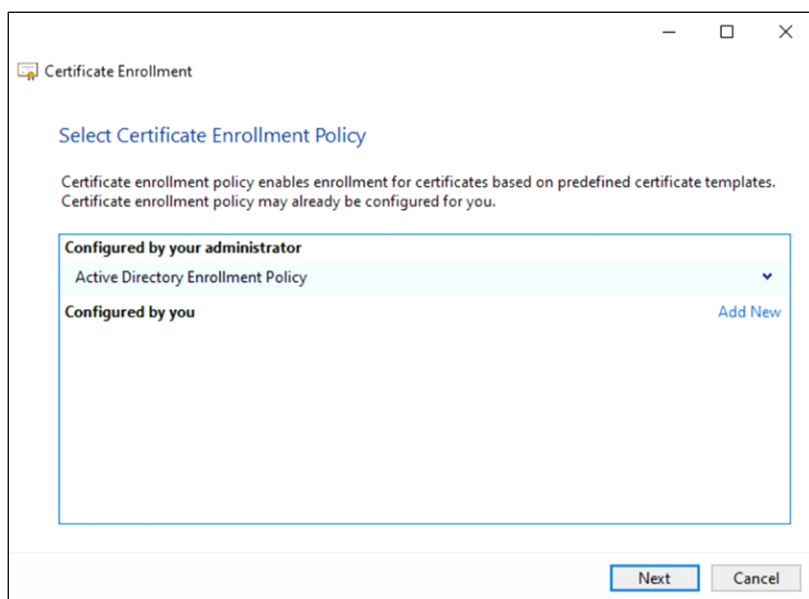 Certificate Enrollment
Select Certificate Enrollment Policy
Certificate enrollment policy enables enrollment for certificates based on predefined certificate templates.
Certificate enrollment policy may already be configured for you.
Configured by your administrator
Active Directory Enrollment Policy
Configured by you Add New
Next Cancel